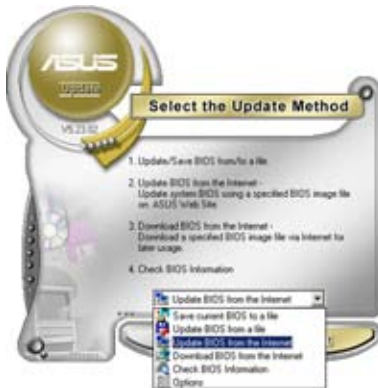 ASUS
Update
V5.23.02
Select the Update Method
1. Update/Save BIOS from/to a file
2. Update BIOS from the Internet -
Update system BIOS using a specified BIOS image file
on ASUS Web Site
3. Download BIOS from the Internet -
Download a specified BIOS image file via Internet for
later usage.
4. Check BIOS Information
Update BIOS from the Internet
Save current BIOS to a file
Update BIOS from a file
Update BIOS from the Internet
Download BIOS from the Internet
Check BIOS Information
Options